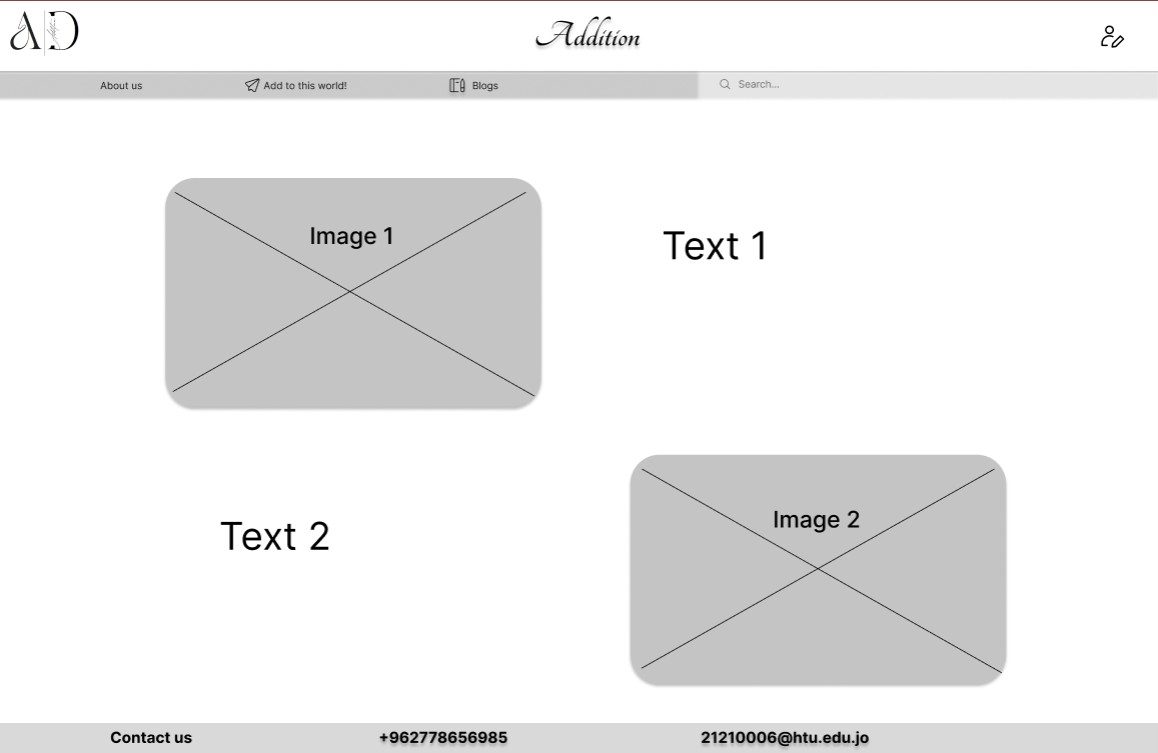 AD
Addition
About us
Add to this world!
Blogs
Search...
Image 1
Text 1
Text 2
Image 2
Contact us
+962778656985
21210006@htu.edu.jo